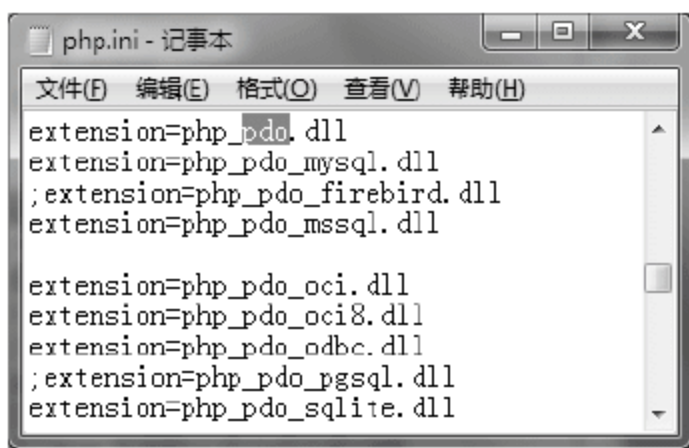 php.ini - 记事本
文件(F) 编辑(E) 格式(O) 查看(V) 帮助(H)
extension=php_pdo.dll
extension=php_pdo_mysql.dll
;extension=php_pdo_firebird.dll
extension=php_pdo_mssql.dll
extension=php_pdo_oci.dll
extension=php_pdo_oci8.dll
extension=php_pdo_odbc.dll
;extension=php_pdo_pgsql.dll
extension=php_pdo_sqlite.dll